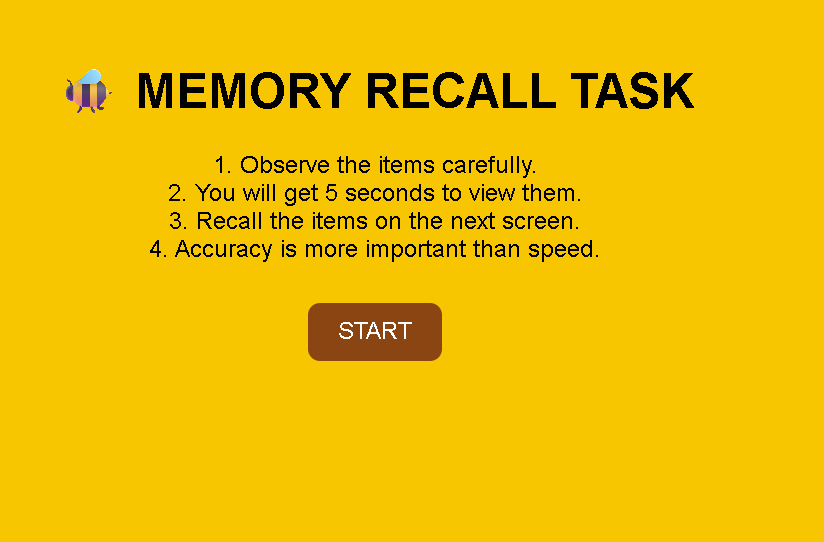 MEMORY RECALL TASK
1. Observe the items carefully.
2. You will get 5 seconds to view them.
3. Recall the items on the next screen.
4. Accuracy is more important than speed.
START